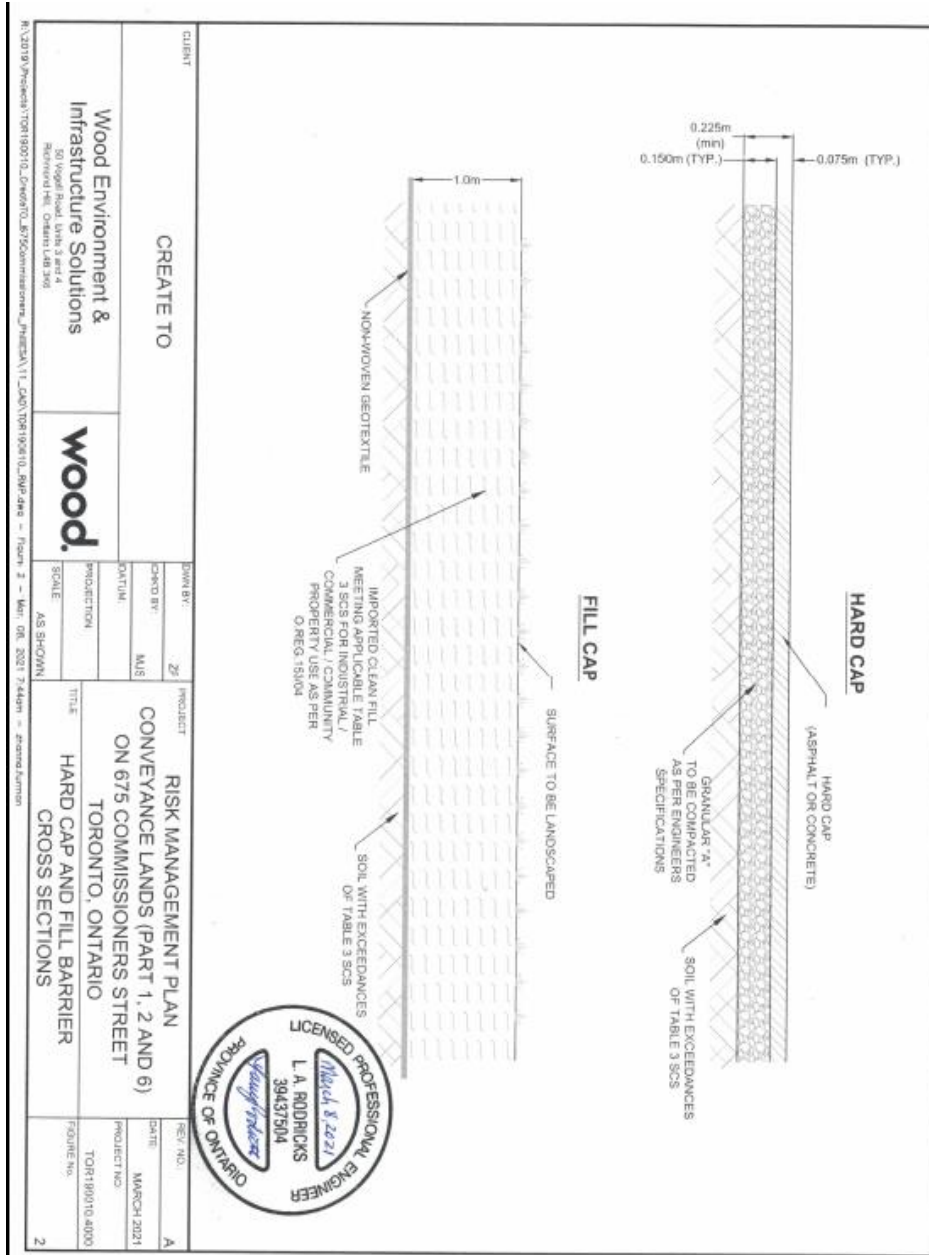 HARD CAP
0.225m
(min)
0.150m (TYP.)
0.075m (TYP.)
HARD CAP
(ASPHALT OR CONCRETE)
GRANULAR "A"
TO BE COMPACTED
AS PER ENGINEERS
SPECIFICATIONS
SOIL WITH EXCEEDANCES
OF TABLE 3 SCS
FILL CAP
1.0m
SURFACE TO BE LANDSCAPED
NON-WOVEN GEOTEXTILE
IMPORTED CLEAN FILL
MEETING APPLICABLE TABLE
3 SCS FOR INDUSTRIAL /
COMMERCIAL / COMMUNITY
PROPERTY USE AS PER
O.REG.153/04
SOIL WITH EXCEEDANCES
OF TABLE 3 SCS
LICENSED PROFESSIONAL ENGINEER
March 8, 2021
L. A. RODRICKS
39437504
PROVINCE OF ONTARIO
CLIENT
CREATE TO
Wood Environment &
Infrastructure Solutions
50 Vogell Road, Units 3 and 4
Richmond Hill, Ontario L4B 3K6
wood.
DWN BY:
ZF
CHK'D BY:
MJS
DATUM:
PROJECTION:
SCALE
AS SHOWN
PROJECT
RISK MANAGEMENT PLAN
CONVEYANCE LANDS (PART 1, 2 AND 6)
ON 675 COMMISSIONERS STREET
TORONTO, ONTARIO
TITLE
HARD CAP AND FILL BARRIER
CROSS SECTIONS
REV. NO.:
A
DATE:
MARCH 2021
PROJECT NO:
TOR190010.4000
FIGURE No.
2